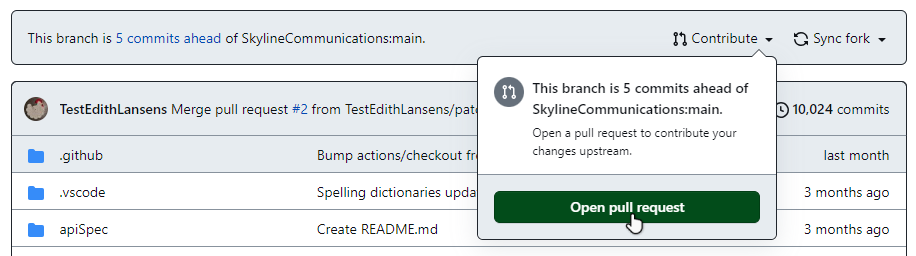 This branch is 5 commits ahead of SkylineCommunications:main.
Contribute
Sync fork
This branch is 5 commits ahead of
SkylineCommunications:main.
Open a pull request to contribute your
changes upstream.
Open pull request
TestEdithLansens Merge pull request #2 from TestEdithLansens/patc
10,024 commits
.github Bump actions/checkout fr last month
.vscode Spelling dictionaries upda 3 months ago
apiSpec Create README.md 3 months ago